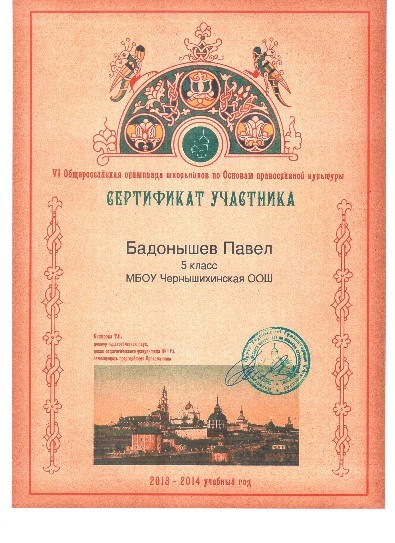 VI Общероссийская олимпиада школьников по Основам православной культуры
СЕРТИФИКАТ УЧАСТНИКА
Бадонышев Павел
5 класс
МБОУ Чернышихинская ООШ
2013 - 2014 учебный год